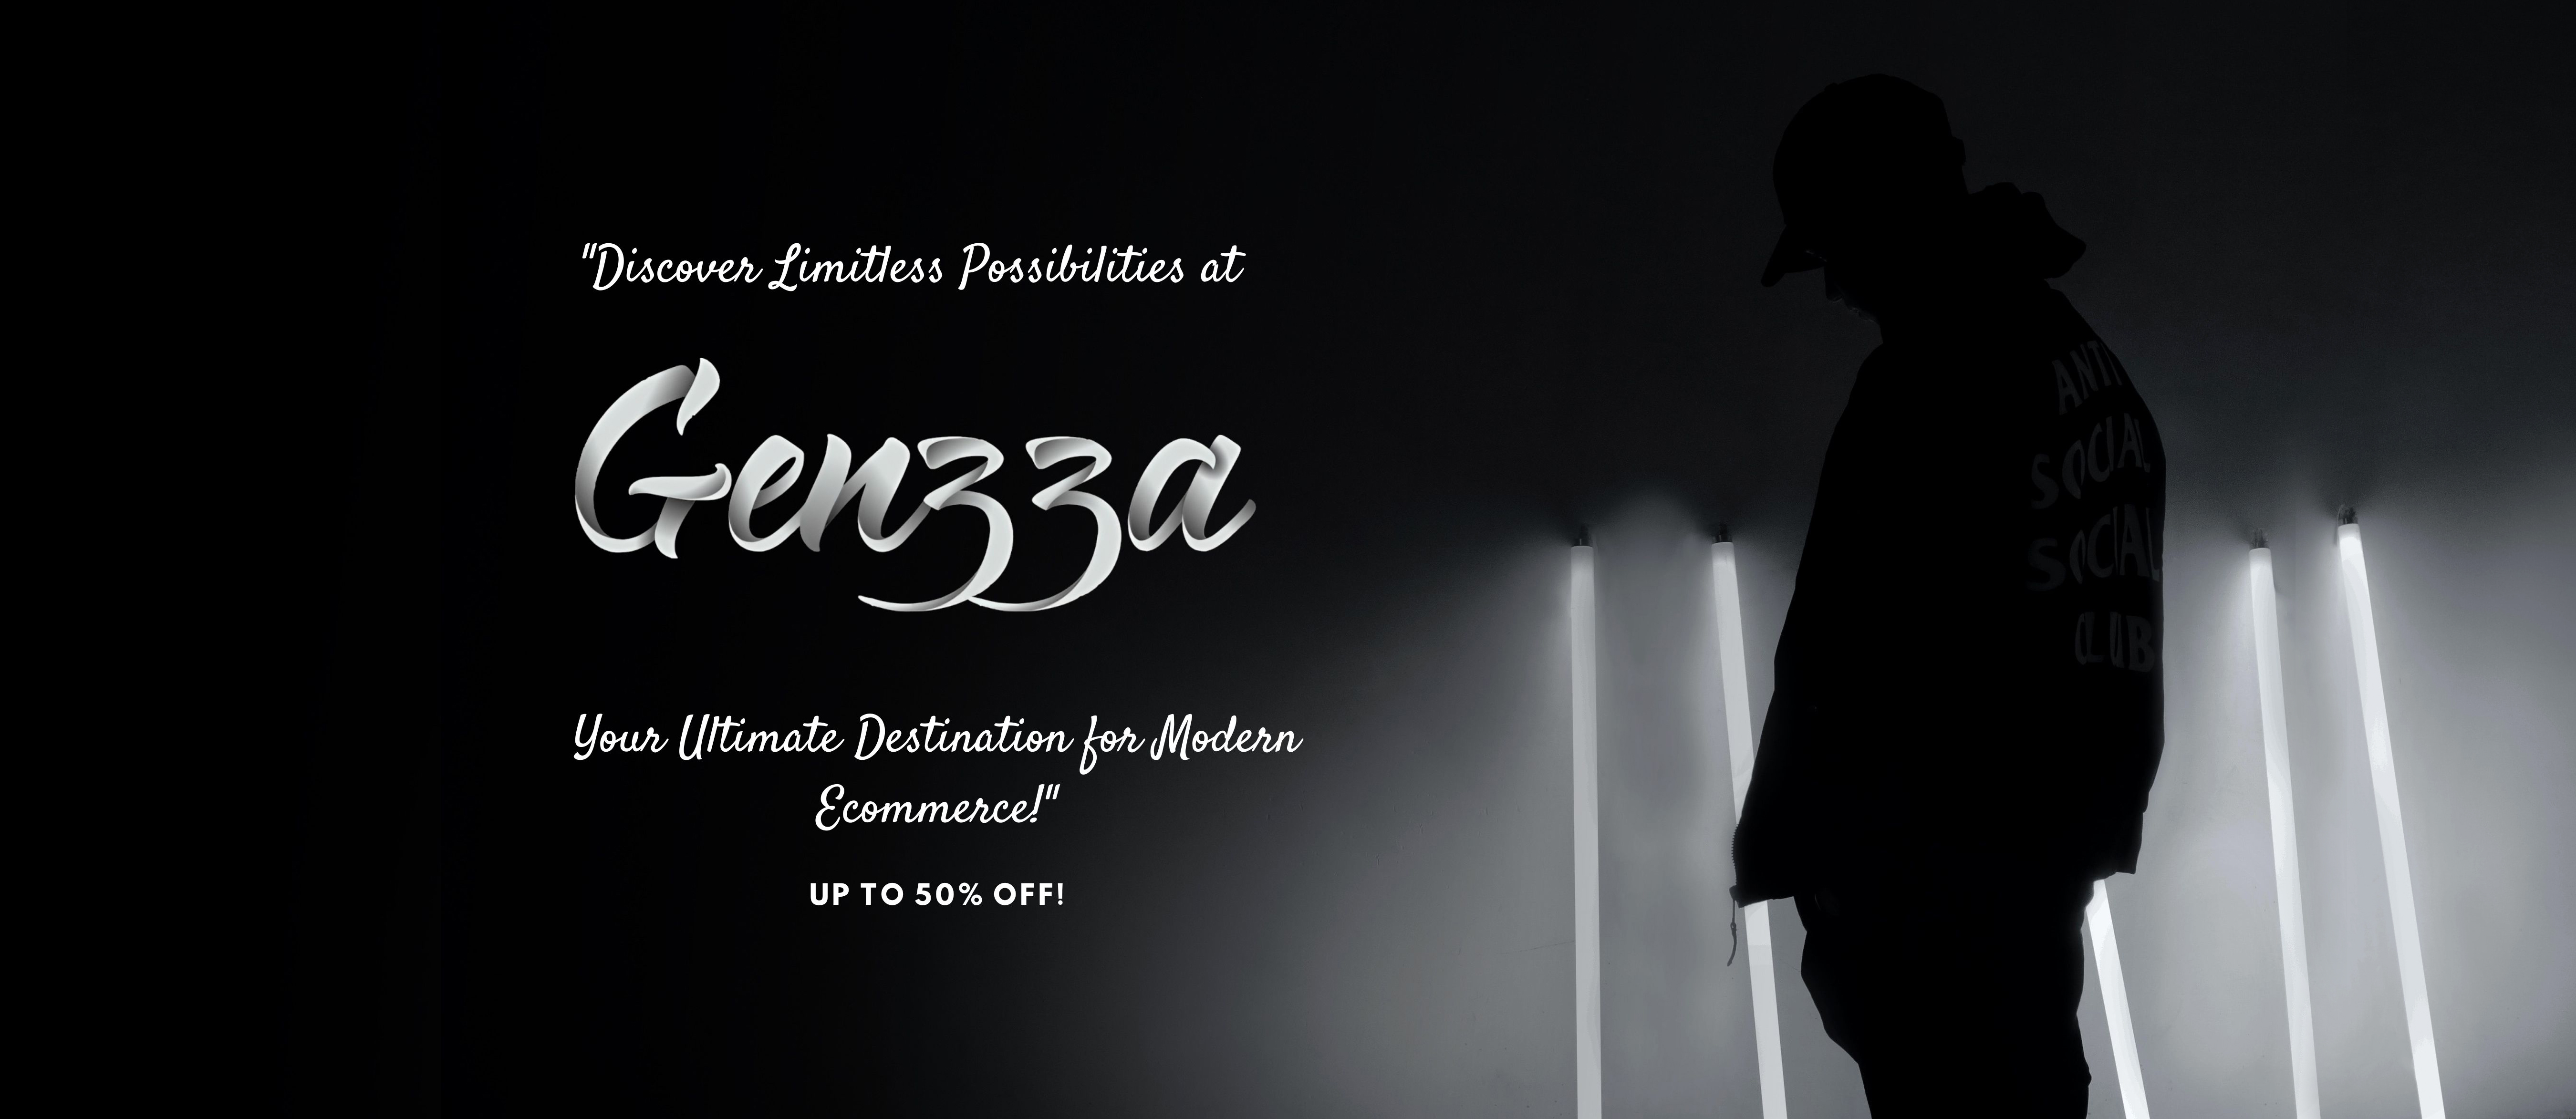 "Discover Limitless Possibilities at
Genzza
Your Ultimate Destination for Modern
Ecommerce!"
UP TO 50% OFF!
ANTI
SOCIAL
SOCIAL
CLUB